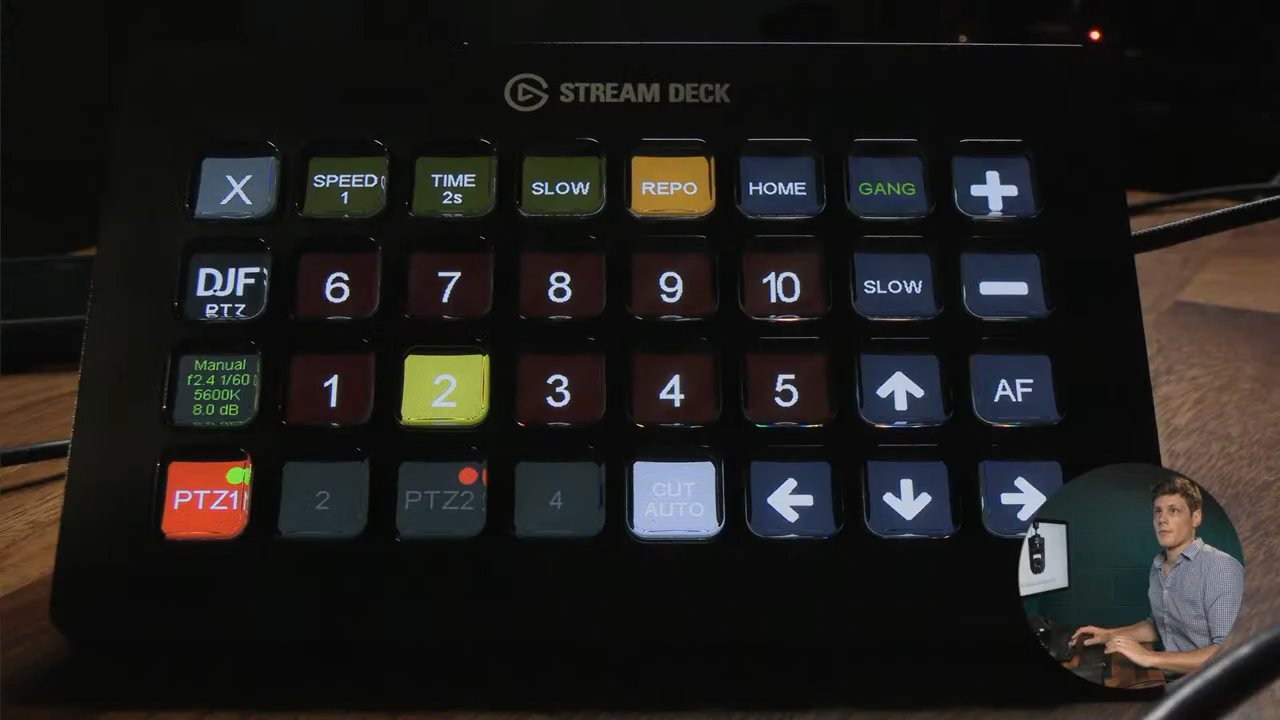 STREAM DECK
X
SPEED
1
TIME
2s
SLOW
REPO
HOME
GANG
DJF
PTZ
6
7
8
9
10
SLOW
Manual
f2.4 1/60
5600K
8.0 dB
1
2
3
4
5
AF
PTZ1
2
PTZ2
4
CUT
AUTO